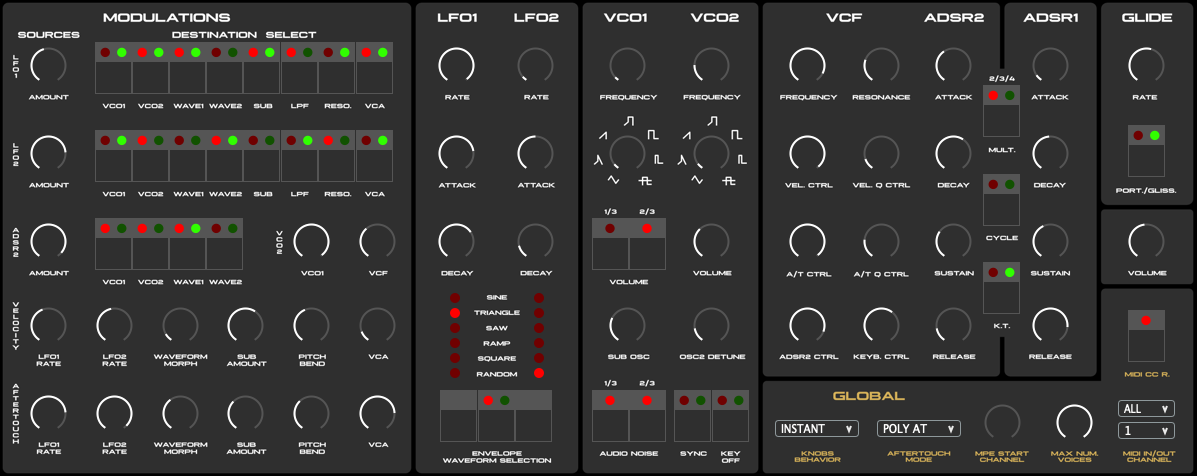 MODULATIONS
SOURCES
DESTINATION SELECT
LFO1
AMOUNT
VCO1 VCO2 WAVE1 WAVE2 SUB LPF RESO. VCA
LFO2
AMOUNT
VCO1 VCO2 WAVE1 WAVE2 SUB LPF RESO. VCA
ADSR2
AMOUNT
VCO1 VCO2 WAVE1 WAVE2
VCO2
VCO1 VCF
VELOCITY
LFO1 RATE
LFO2 RATE
WAVEFORM MORPH
SUB AMOUNT
PITCH BEND
VCA
AFTERTOUCH
LFO1 RATE
LFO2 RATE
WAVEFORM MORPH
SUB AMOUNT
PITCH BEND
VCA
LFO1 LFO2
RATE RATE
ATTACK ATTACK
DECAY DECAY
SINE
TRIANGLE
SAW
RAMP
SQUARE
RANDOM
ENVELOPE
WAVEFORM SELECTION
VCO1 VCO2
FREQUENCY FREQUENCY
1/3 2/3
VOLUME VOLUME
SUB OSC OSC2 DETUNE
1/3 2/3
AUDIO NOISE
SYNC
KEY OFF
VCF ADSR2
FREQUENCY RESONANCE ATTACK
VEL. CTRL VEL. Q CTRL DECAY
A/T CTRL A/T Q CTRL SUSTAIN
ADSR2 CTRL KEYB. CTRL RELEASE
2/3/4
MULT.
CYCLE
K.T.
ADSR1
ATTACK
DECAY
SUSTAIN
RELEASE
GLIDE
RATE
PORT./GLISS.
VOLUME
MIDI CC R.
GLOBAL
INSTANT
KNOBS BEHAVIOR
POLY AT
AFTERTOUCH MODE
MPE START CHANNEL
MAX NUM. VOICES
ALL
1
MIDI IN/OUT CHANNEL